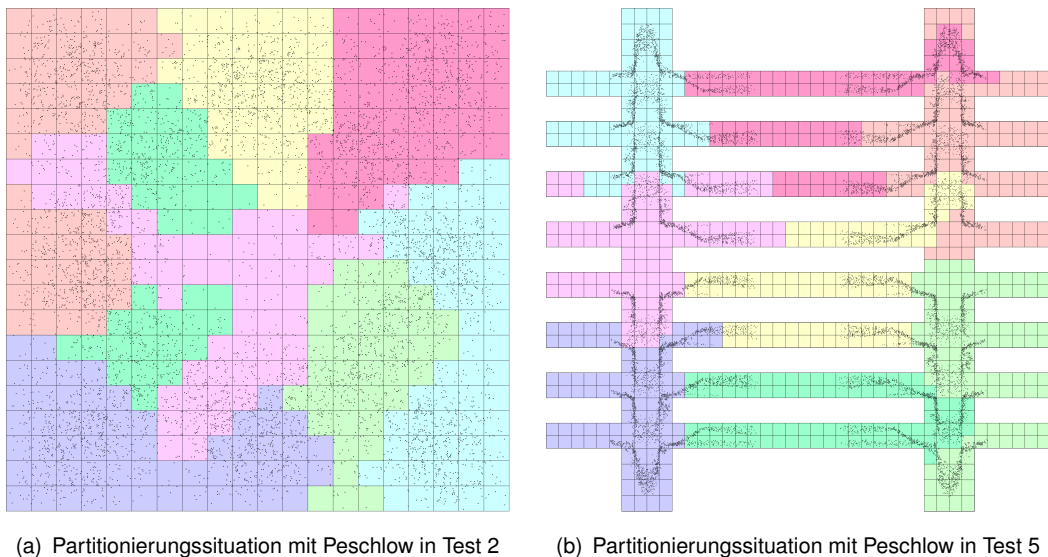 (a) Partitionierungssituation mit Peschlow in Test 2
(b) Partitionierungssituation mit Peschlow in Test 5